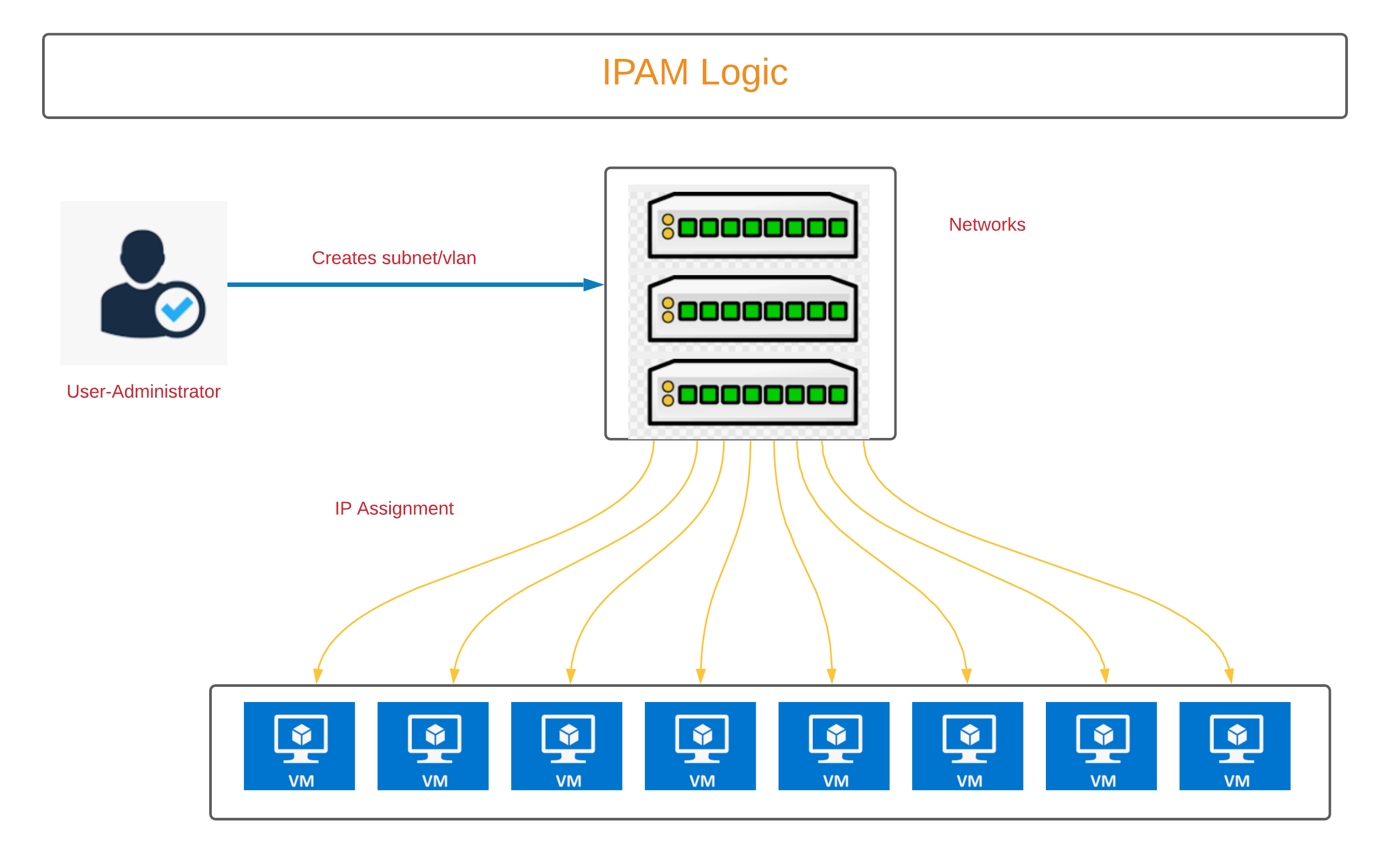 IPAM Logic
Networks
Creates subnet/vlan
User-Administrator
IP Assignment
VM
VM
VM
VM
VM
VM
VM
VM